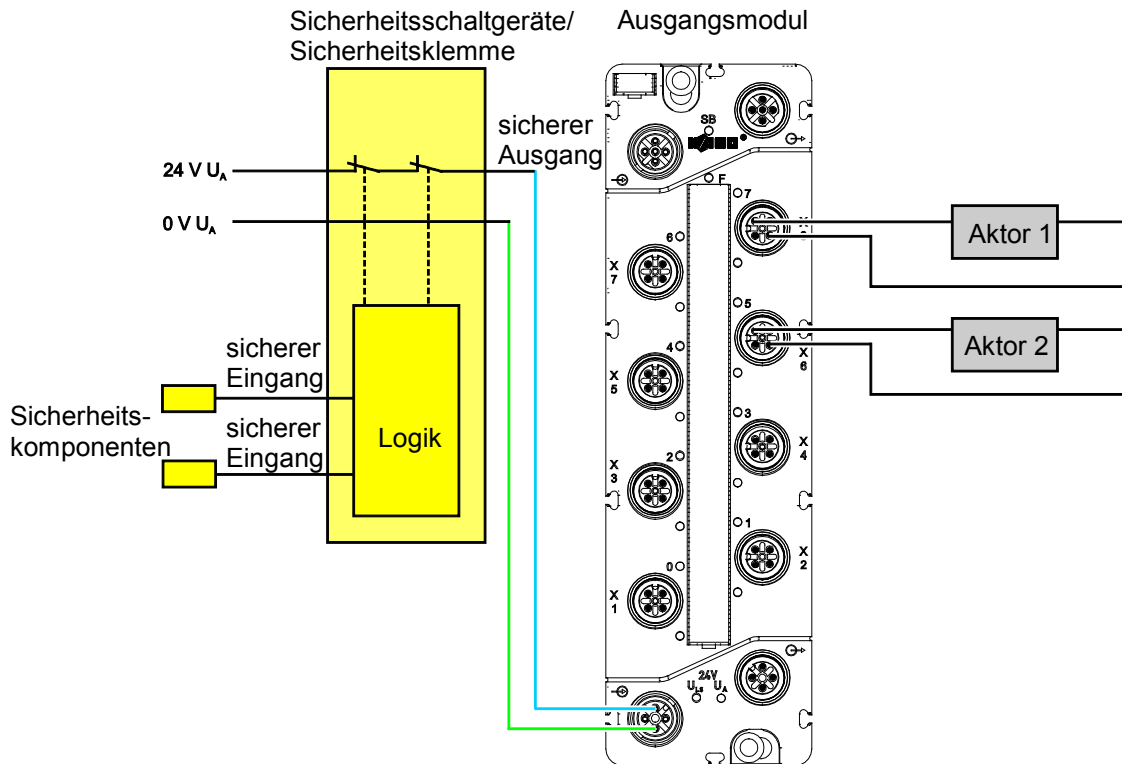 Sicherheitsschaltgeräte/
Sicherheitsklemme
Ausgangsmodul
sicherer
Ausgang
24 V UA
0 V UA
SB
F
7
6
X
7
Aktor 1
5
4
X
5
X
6
Aktor 2
sicherer
Eingang
Sicherheits-
komponenten
sicherer
Eingang
Logik
3
X
4
2
X
3
1
X
2
0
X
1
24V
ULS UA